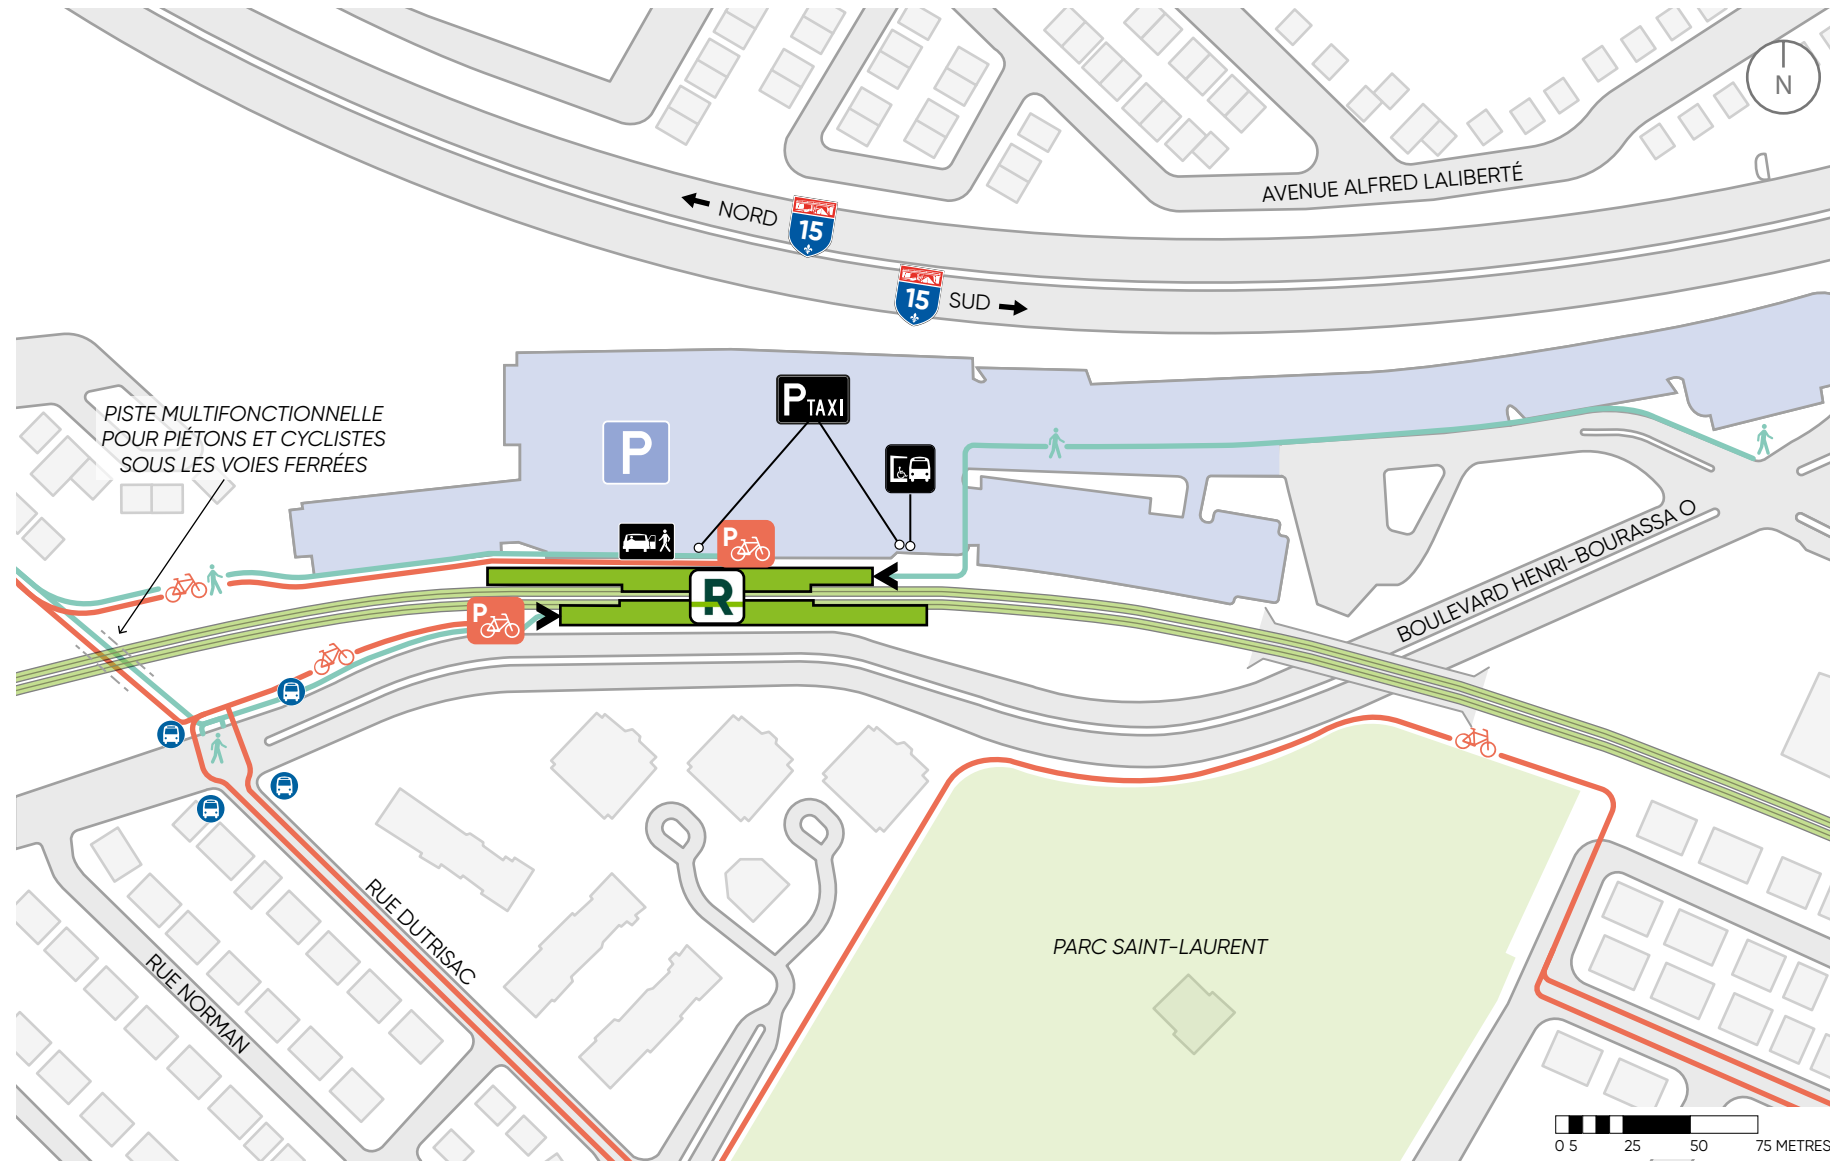 N
AVENUE ALFRED LALIBERTÉ
NORD
15
15
SUD
PISTE MULTIFONCTIONNELLE
POUR PIÉTONS ET CYCLISTES
SOUS LES VOIES FERRÉES
P TAXI
P
P
R
P
BOULEVARD HENRI-BOURASSA O
RUE DUTRISAC
RUE NORMAN
PARC SAINT-LAURENT
0 5 25 50 75 METRES